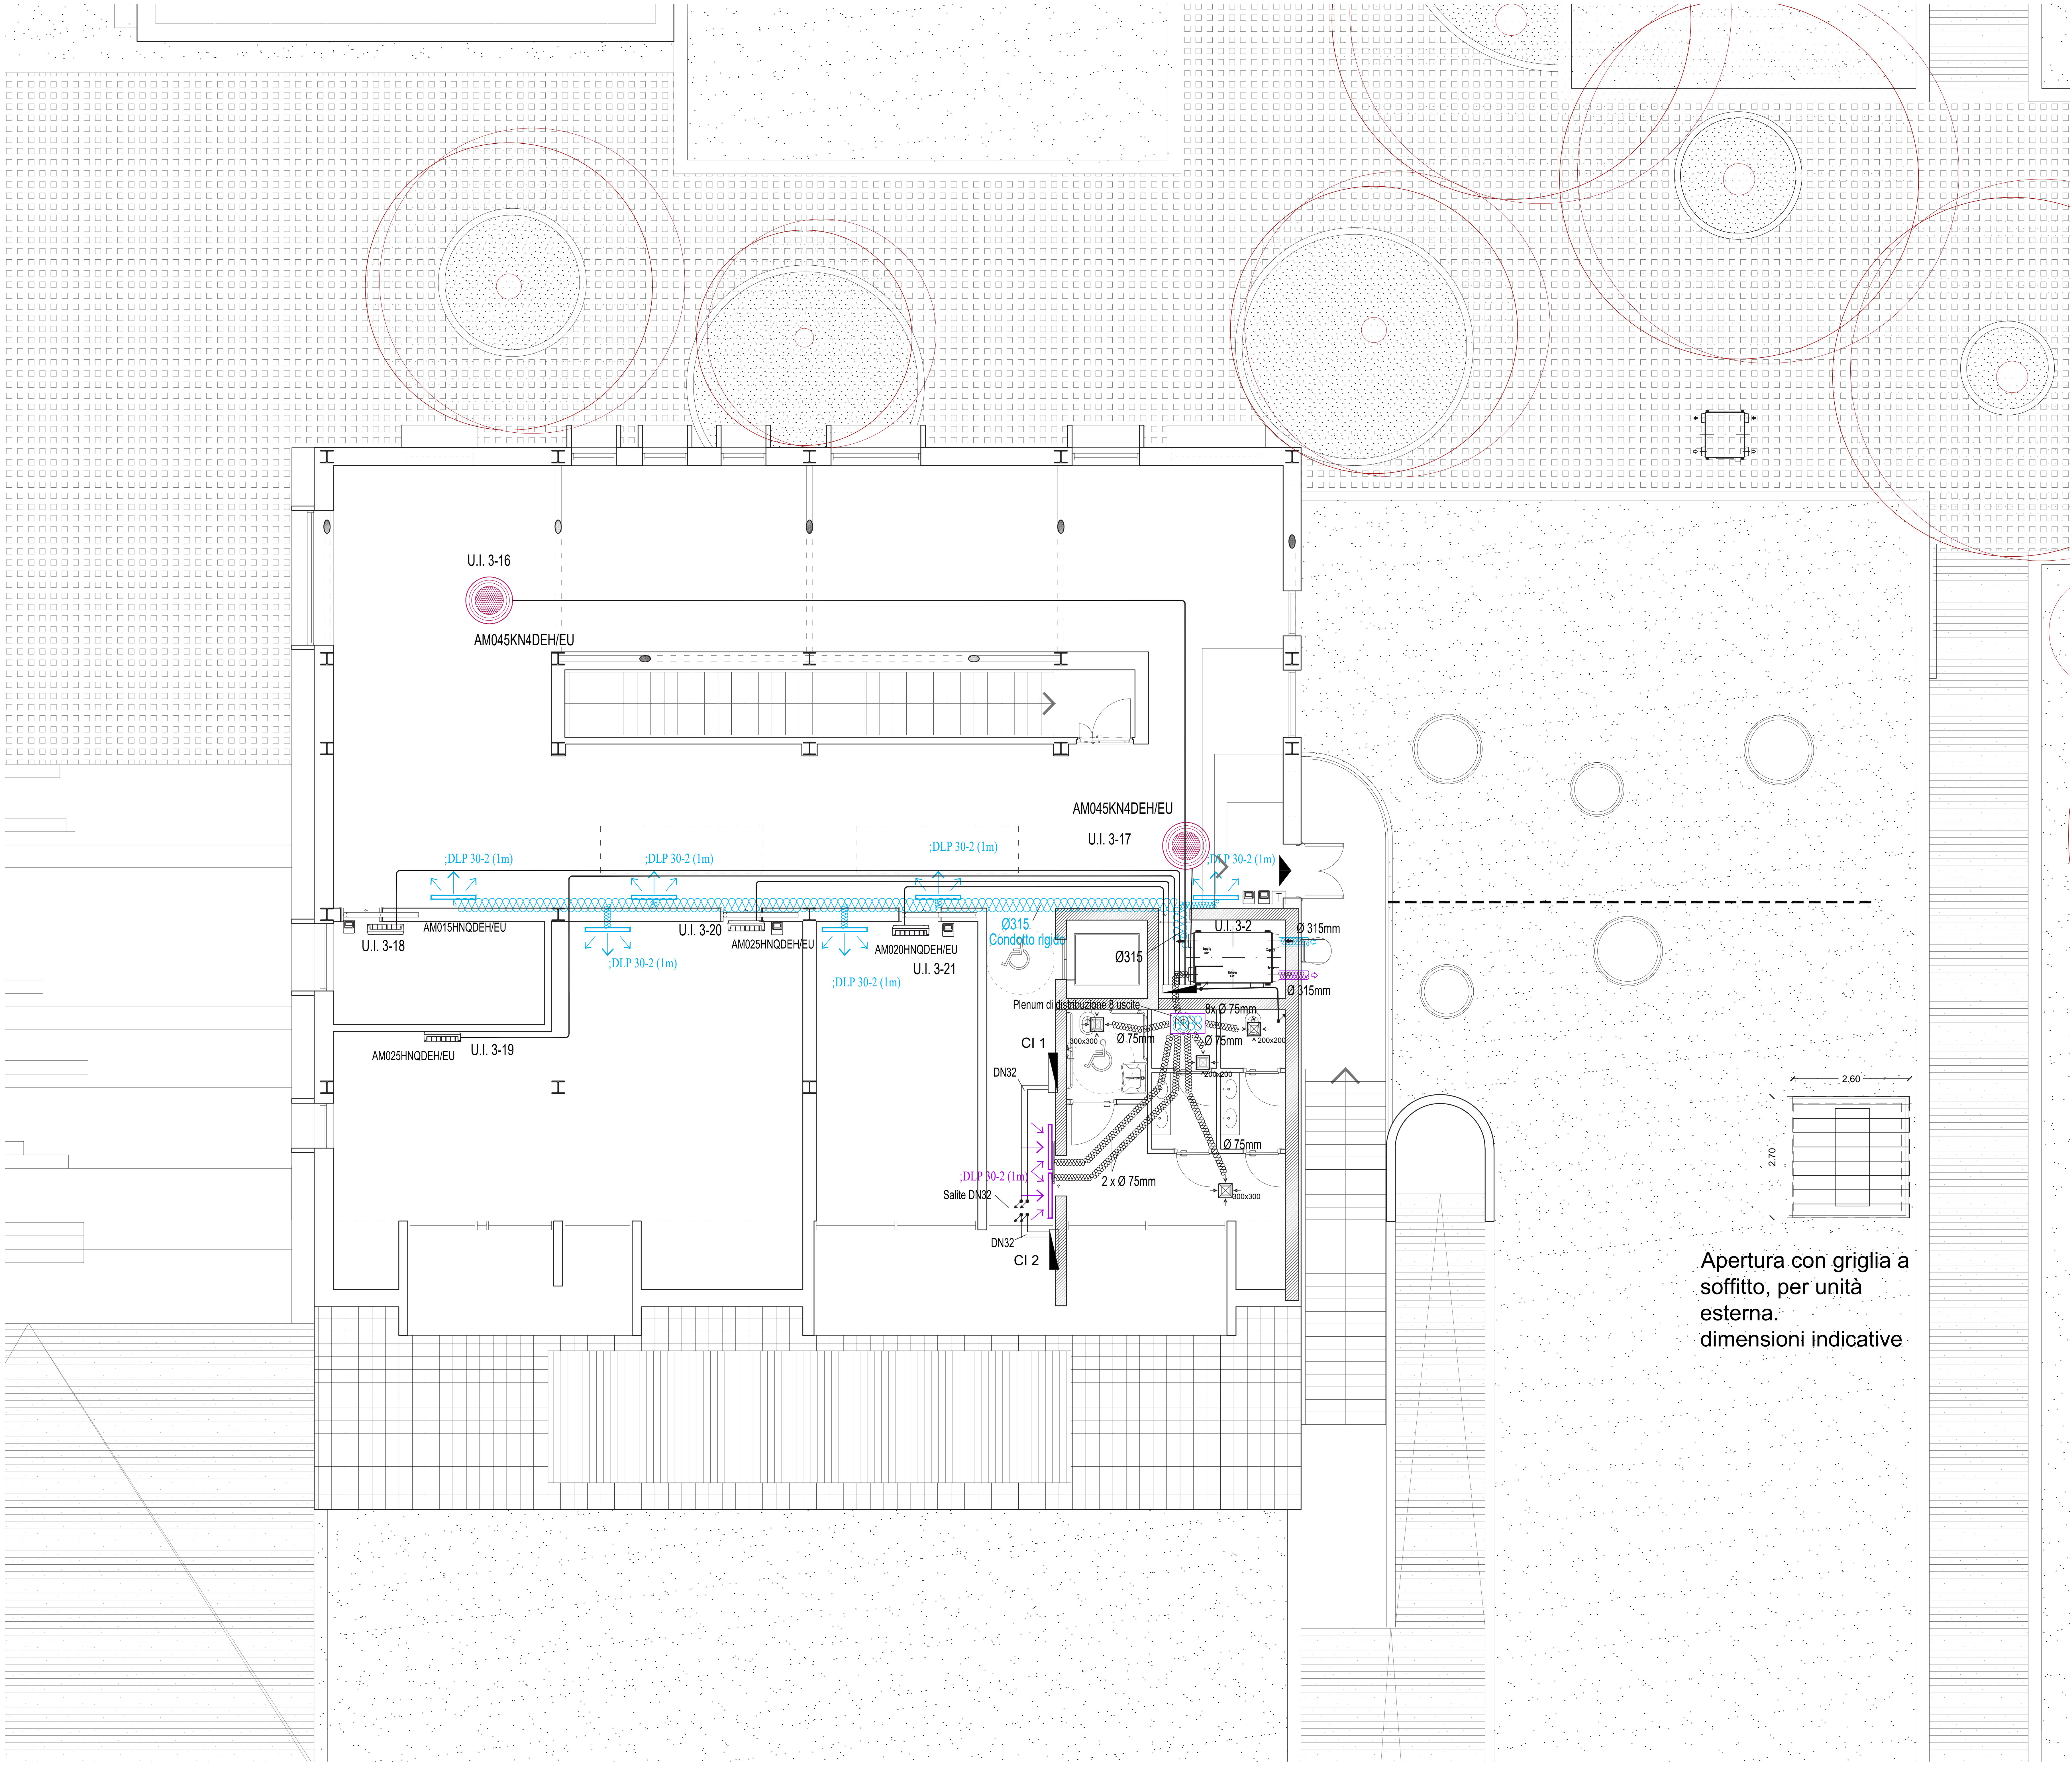 U.I. 3-16
AM045KN4DEH/EU
AM045KN4DEH/EU
U.I. 3-17
;DLP 30-2 (1m)
;DLP 30-2 (1m)
;DLP 30-2 (1m)
;DLP 30-2 (1m)
U.I. 3-18
AM015HNQDEH/EU
U.I. 3-20
AM025HNQDEH/EU
AM020HNQDEH/EU
U.I. 3-21
;DLP 30-2 (1m)
;DLP 30-2 (1m)
Ø315
Condotto rigido
Ø315
U.I. 3-2
Ø 315mm
Ø 315mm
Plenum di distribuzione 8 uscite
8x Ø 75mm
300x300
Ø 75mm
Ø 75mm
200x200
200x200
AM025HNQDEH/EU
U.I. 3-19
CI 1
DN32
;DLP 30-2 (1m)
Salite DN32
2 x Ø 75mm
Ø 75mm
300x300
DN32
CI 2
2.60
2.70
Apertura con griglia a
soffitto, per unità
esterna.
dimensioni indicative